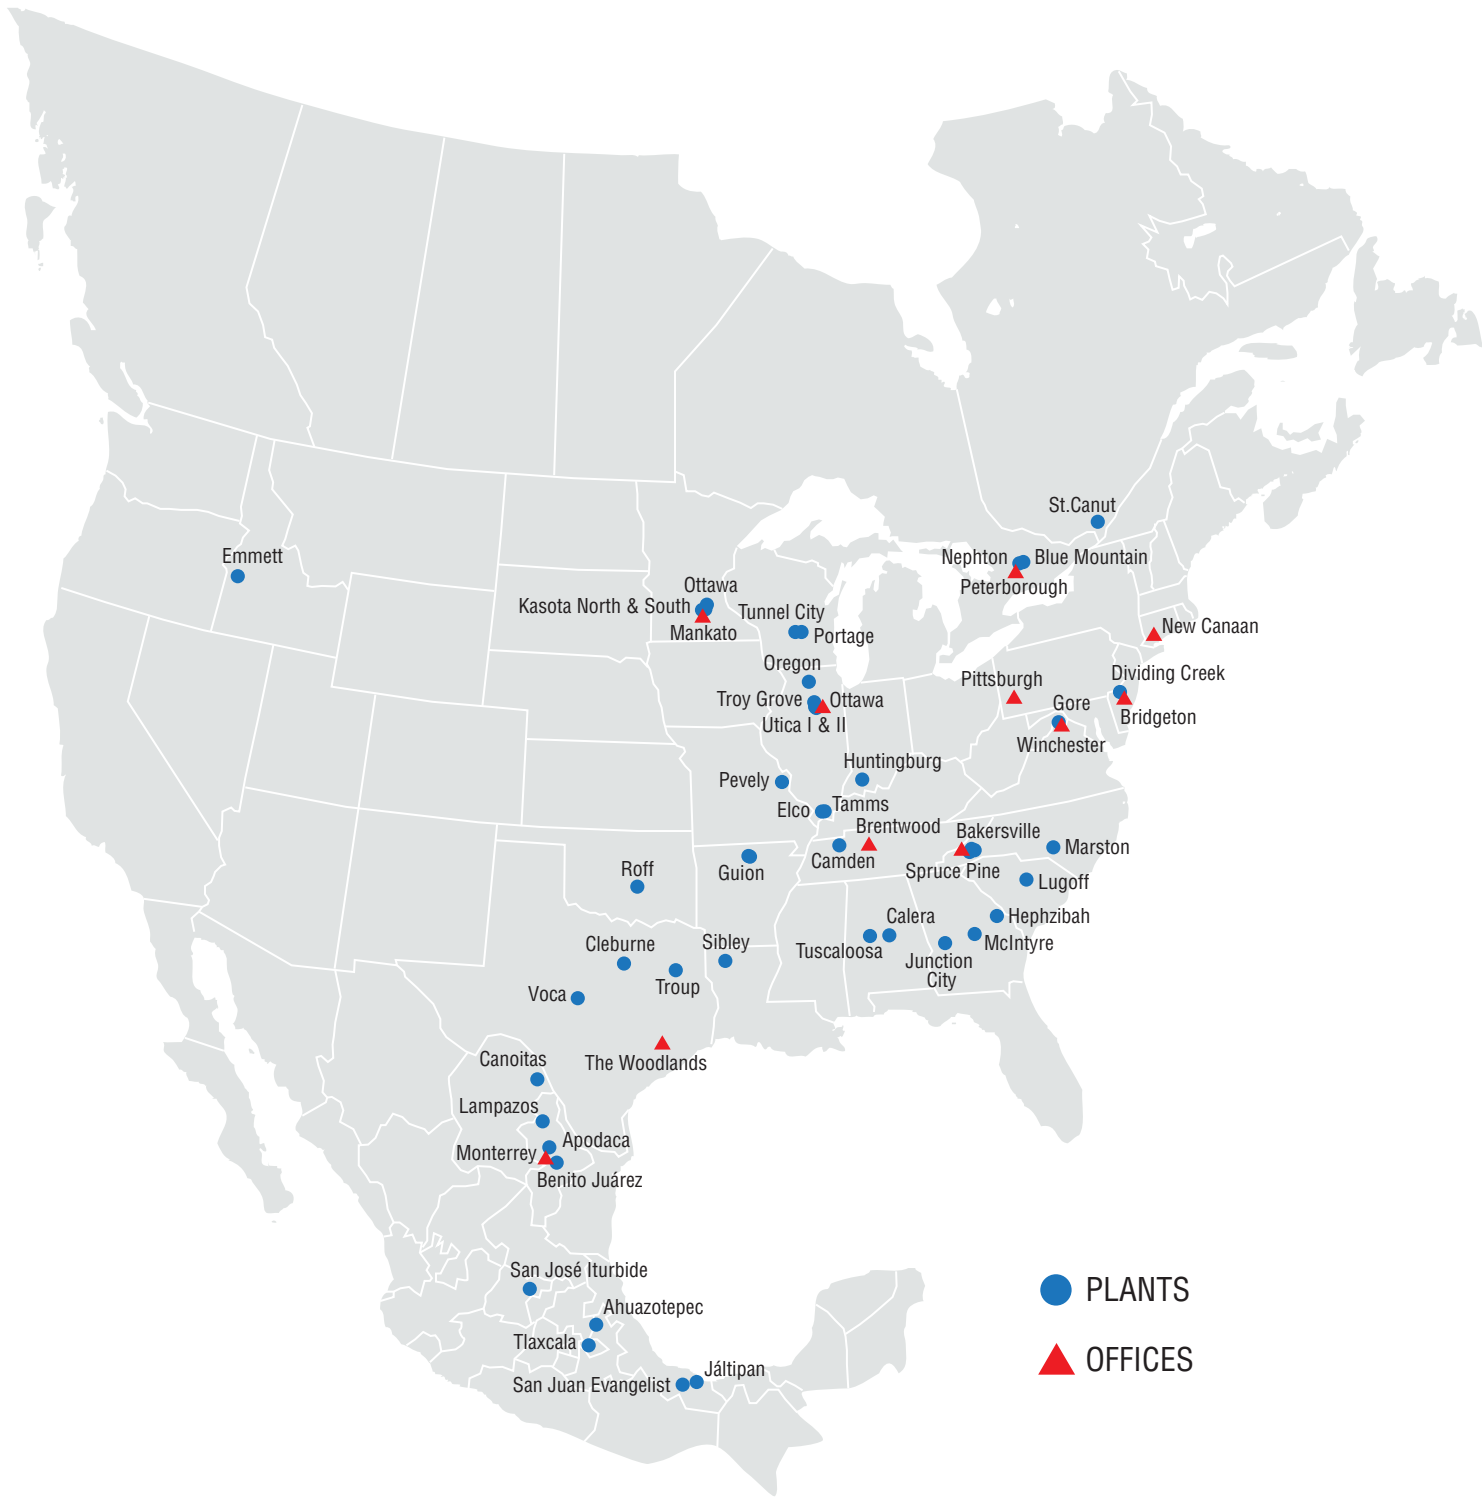 St.Canut
Nephton
Blue Mountain
Peterborough
Emmett
Ottawa
Kasota North & South
Mankato
Tunnel City
Portage
New Canaan
Oregon
Pittsburgh
Dividing Creek
Troy Grove
Ottawa
Gore
Bridgeton
Utica I & II
Winchester
Huntingburg
Pevely
Elco
Tamms
Brentwood
Bakersville
Marston
Camden
Roff
Guion
Spruce Pine
Lugoff
Calera
Hephzibah
Cleburne
Sibley
Tuscaloosa
McIntyre
Junction
City
Troup
Voca
The Woodlands
Canoitas
Lampazos
Apodaca
Monterrey
Benito Juárez
San José Iturbide
PLANTS
Ahuazotepec
Tlaxcala
OFFICES
Jáltipan
San Juan Evangelist